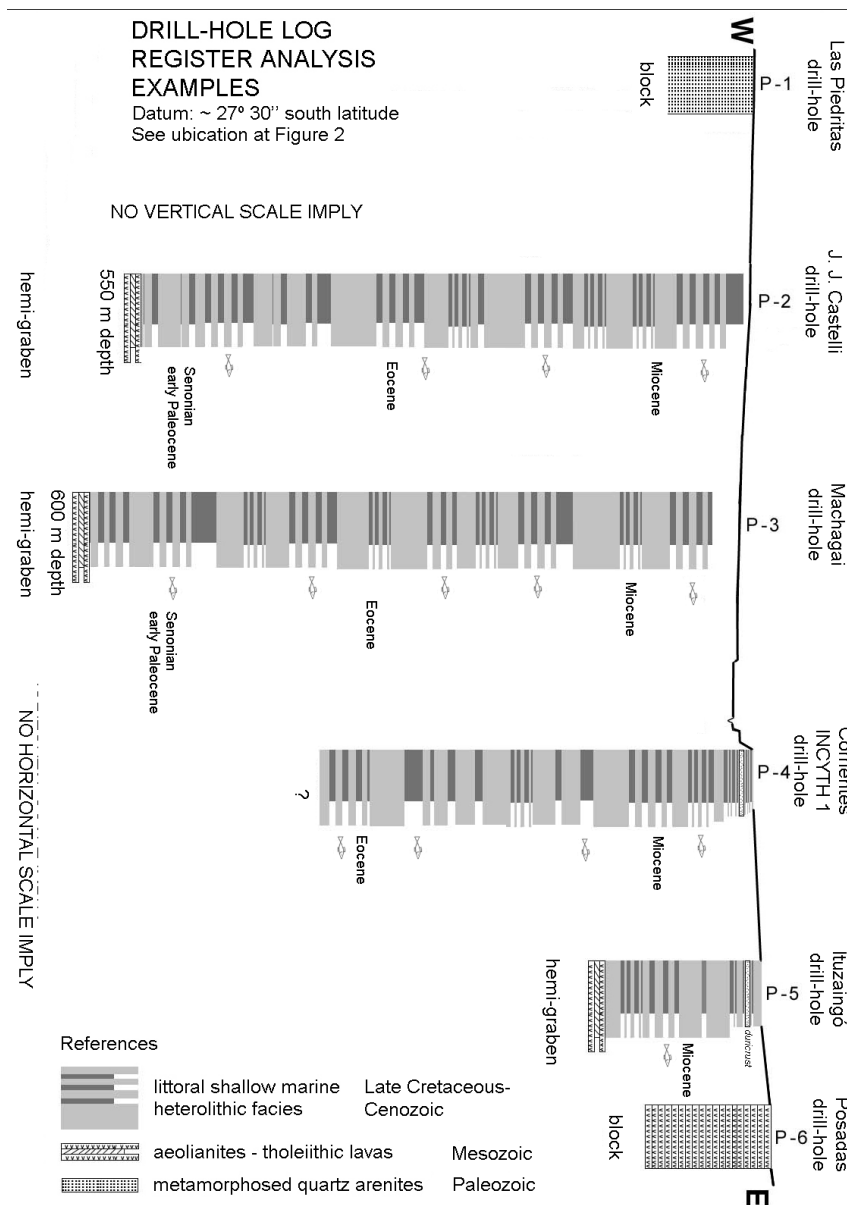 DRILL-HOLE LOG
REGISTER ANALYSIS
EXAMPLES
Datum: ~ 27º 30'' south latitude
See ubication at Figure 2
NO VERTICAL SCALE IMPLY
W
Las Piedritas
drill-hole
P-1
block
J. J. Castelli
drill-hole
P-2
Miocene
Eocene
Senonian
early Paleocene
550 m depth
hemi-graben
Machagai
drill-hole
P-3
Miocene
Eocene
Senonian
early Paleocene
600 m depth
hemi-graben
Corrientes
INCYTH 1
drill-hole
P-4
Miocene
Eocene
?
NO HORIZONTAL SCALE IMPLY
Ituzaingó
drill-hole
P-5
duricrust
Miocene
hemi-graben
Posadas
drill-hole
P-6
block
E
References
littoral shallow marine
heterolithic facies
Late Cretaceous-
Cenozoic
aeolianites - tholeiithic lavas Mesozoic
metamorphosed quartz arenites Paleozoic